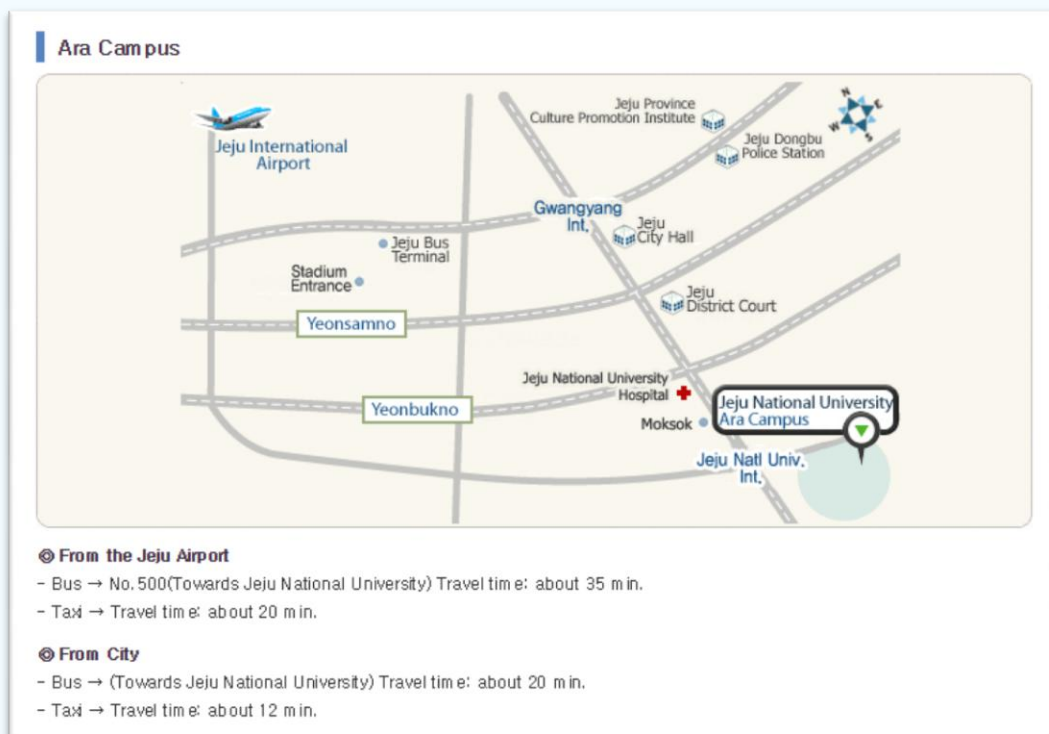 Ara Campus
N
E
W
S
Jeju Province
Culture Promotion Institute
Jeju Dongbu
Police Station
Jeju International
Airport
Gwangyang
Int.
Jeju
City Hall
Jeju Bus
Terminal
Stadium
Entrance
Jeju
District Court
Yeonsamno
Jeju National University
Hospital
Yeonbukno
Jeju National University
Ara Campus
Moksok
Jeju Natl Univ.
Int.
◎ From the Jeju Airport
- Bus → No.500(Towards Jeju National University) Travel time: about 35 min.
- Taxi → Travel time: about 20 min.
◎ From City
- Bus → (Towards Jeju National University) Travel time: about 20 min.
- Taxi → Travel time: about 12 min.